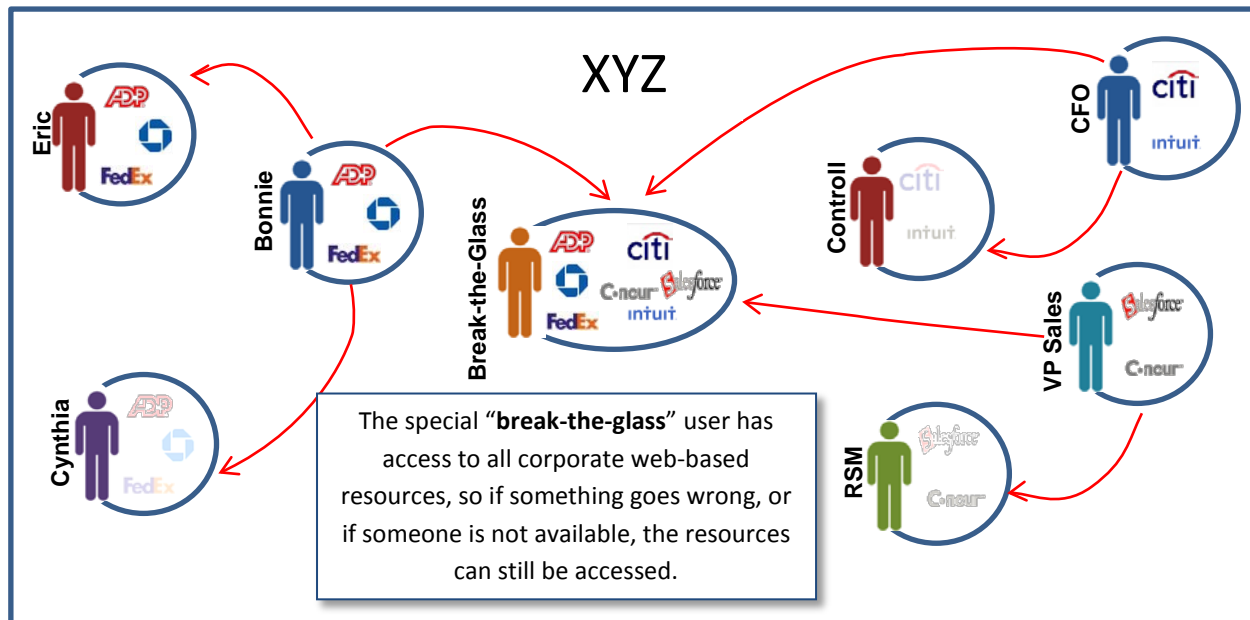 XYZ
Eric
ADP
FedEx
Bonnie
ADP
FedEx
Cynthia
ADP
FedEx
Break-the-Glass
ADP
citi
C•ncur
Salesforce
FedEx
intuit
CFO
citi
intuit
Controll
citi
intuit
VP Sales
Salesforce
C•ncur
RSM
Salesforce
C•ncur
The special “break-the-glass” user has
access to all corporate web-based
resources, so if something goes wrong, or
if someone is not available, the resources
can still be accessed.